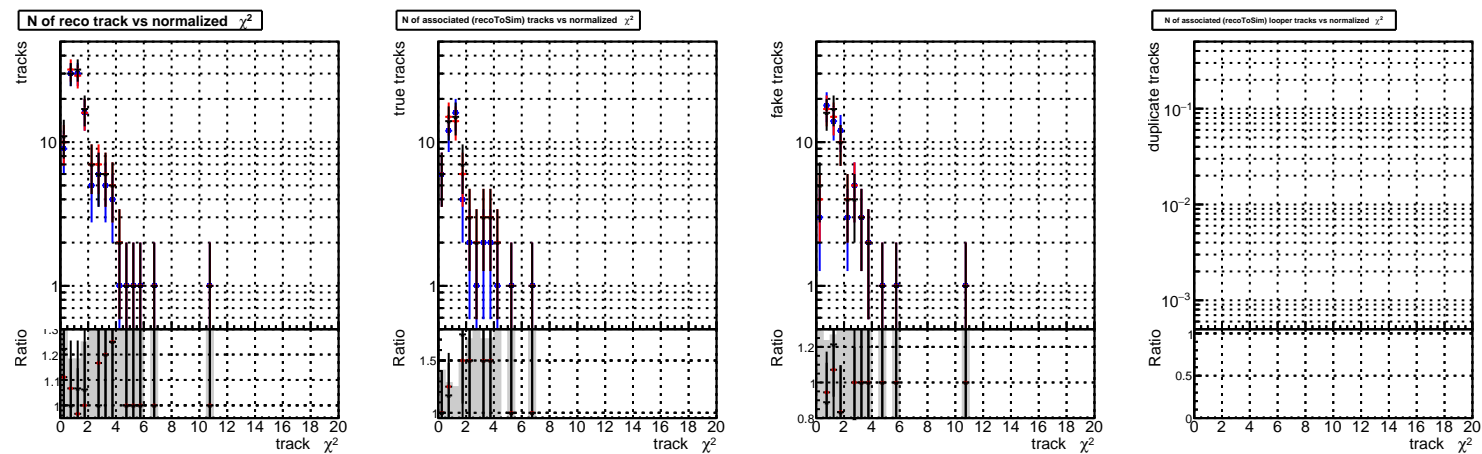 N of reco track vs normalized χ²
tracks
10
1
Ratio
1.3
1.2
1.1
1
0 2 4 6 8 10 12 14 16 18 20
track χ²
N of associated (recoToSim) tracks vs normalized χ²
true tracks
10
1
Ratio
1.5
1
0 2 4 6 8 10 12 14 16 18 20
track χ²
fake tracks
10
1
Ratio
1.2
1
0.8
0 2 4 6 8 10 12 14 16 18 20
track χ²
N of associated (recoToSim) looper tracks vs normalized χ²
duplicate tracks
10⁻¹
10⁻²
10⁻³
Ratio
1
0.5
0
0 2 4 6 8 10 12 14 16 18 20
track χ²